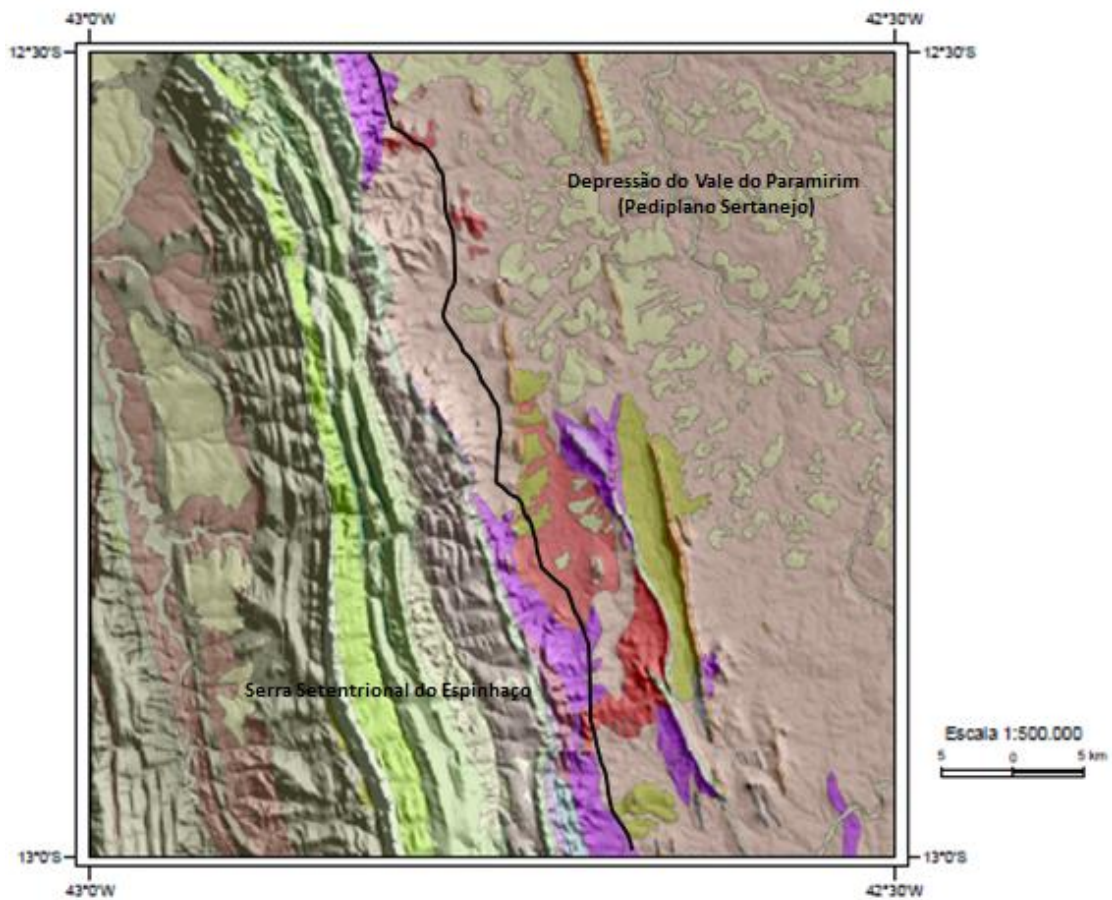 43°0'W
42°30'W
12°30'S
12°30'S
Depressão do Vale do Paramirim
(Pediplano Sertanejo)
Serra Setentrional do Espinhaço
Escala 1:500.000
5 0 5 km
13°0'S
13°0'S
43°0'W
42°30'W